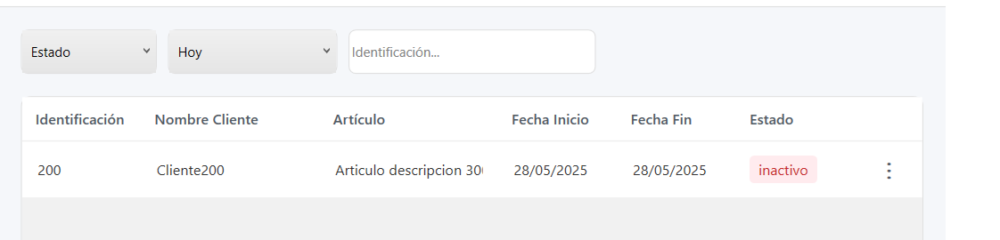 Estado Hoy Identificación...
Identificación Nombre Cliente Artículo Fecha Inicio Fecha Fin Estado
200 Cliente200 Articulo descripcion 30 28/05/2025 28/05/2025 inactivo